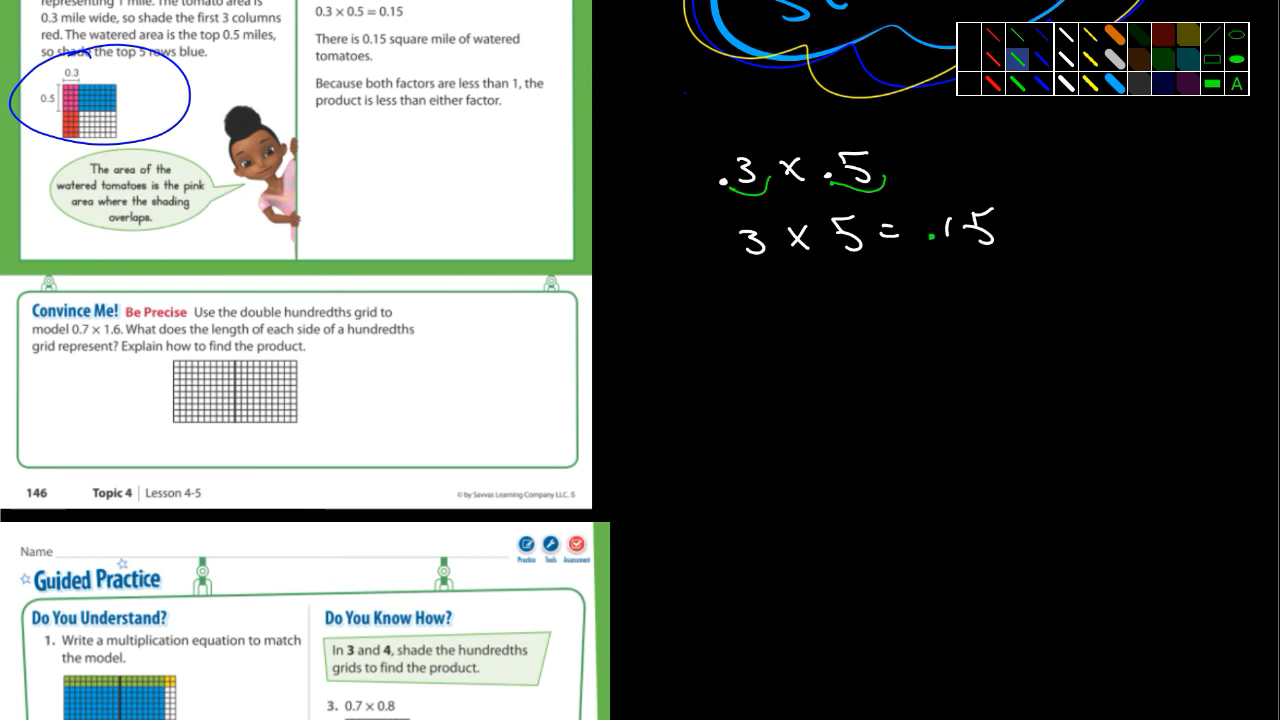 representing 1 mile. The tomato area is
0.3 mile wide, so shade the first 3 columns
red. The watered area is the top 0.5 miles,
so shade the top 5 rows blue.
0.3
0.5
The area of the
watered tomatoes is the pink
area where the shading
overlaps.
0.3 × 0.5 = 0.15
There is 0.15 square mile of watered
tomatoes.
Because both factors are less than 1, the
product is less than either factor.
A
.3 × .5
3 × 5 = .15
Convince Me! Be Precise Use the double hundredths grid to
model 0.7 × 1.6. What does the length of each side of a hundredths
grid represent? Explain how to find the product.
146 Topic 4 | Lesson 4-5
© by Savvas Learning Company LLC. 5
Name
Practice Tools Assessment
Guided Practice
Do You Understand?
1. Write a multiplication equation to match
the model.
Do You Know How?
In 3 and 4, shade the hundredths
grids to find the product.
3. 0.7 × 0.8